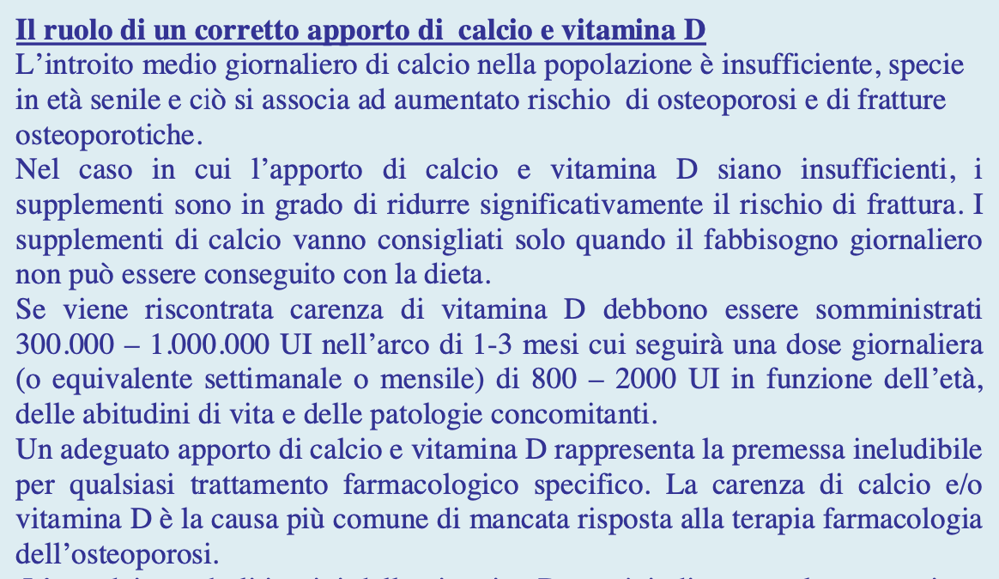 Il ruolo di un corretto apporto di calcio e vitamina D
L'introito medio giornaliero di calcio nella popolazione è insufficiente, specie
in età senile e ciò si associa ad aumentato rischio di osteoporosi e di fratture
osteoporotiche.
Nel caso in cui l'apporto di calcio e vitamina D siano insufficienti, i
supplementi sono in grado di ridurre significativamente il rischio di frattura. I
supplementi di calcio vanno consigliati solo quando il fabbisogno giornaliero
non può essere conseguito con la dieta.
Se viene riscontrata carenza di vitamina D debbono essere somministrati
300.000 – 1.000.000 UI nell'arco di 1-3 mesi cui seguirà una dose giornaliera
(o equivalente settimanale o mensile) di 800 – 2000 UI in funzione dell'età,
delle abitudini di vita e delle patologie concomitanti.
Un adeguato apporto di calcio e vitamina D rappresenta la premessa ineludibile
per qualsiasi trattamento farmacologico specifico. La carenza di calcio e/o
vitamina D è la causa più comune di mancata risposta alla terapia farmacologia
dell'osteoporosi.